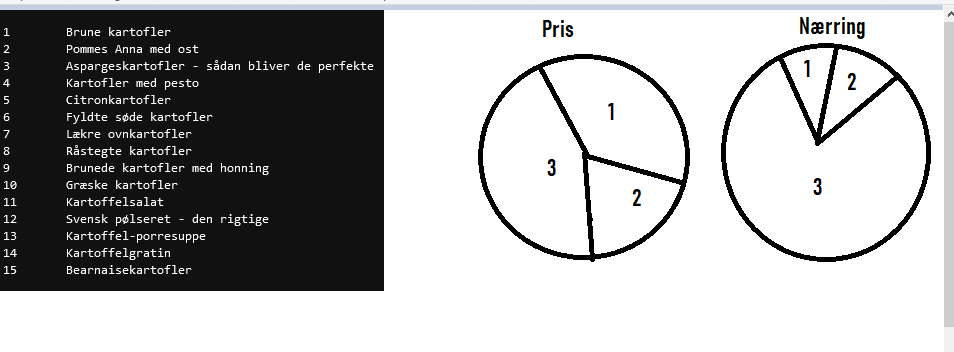 1 Brune kartofler
2 Pommes Anna med ost
3 Aspargeskartofler - sådan bliver de perfekte
4 Kartofler med pesto
5 Citronkartofler
6 Fyldte søde kartofler
7 Lækre ovnkartofler
8 Råstegte kartofler
9 Brunede kartofler med honning
10 Græske kartofler
11 Kartoffelsalat
12 Svensk pølseret - den rigtige
13 Kartoffel-porresuppe
14 Kartoffelgratin
15 Bearnaisekartofler
Pris
1
3
2
Nærring
1
2
3